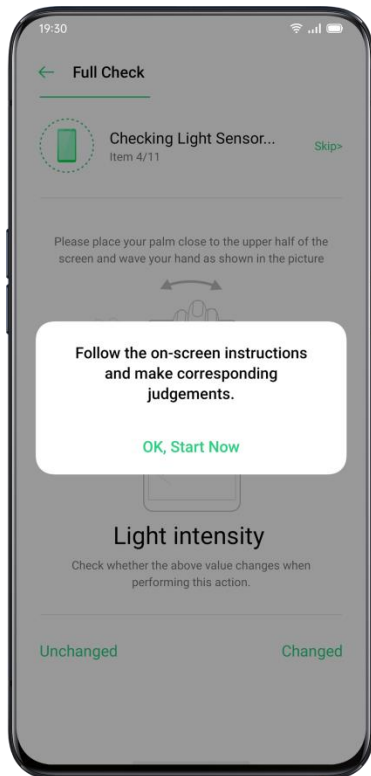 19:30
Full Check
Checking Light Sensor...
Item 4/11
Skip>
Please place your palm close to the upper half of the
screen and wave your hand as shown in the picture
Follow the on-screen instructions
and make corresponding
judgements.
OK, Start Now
Light intensity
Check whether the above value changes when
performing this action.
Unchanged
Changed